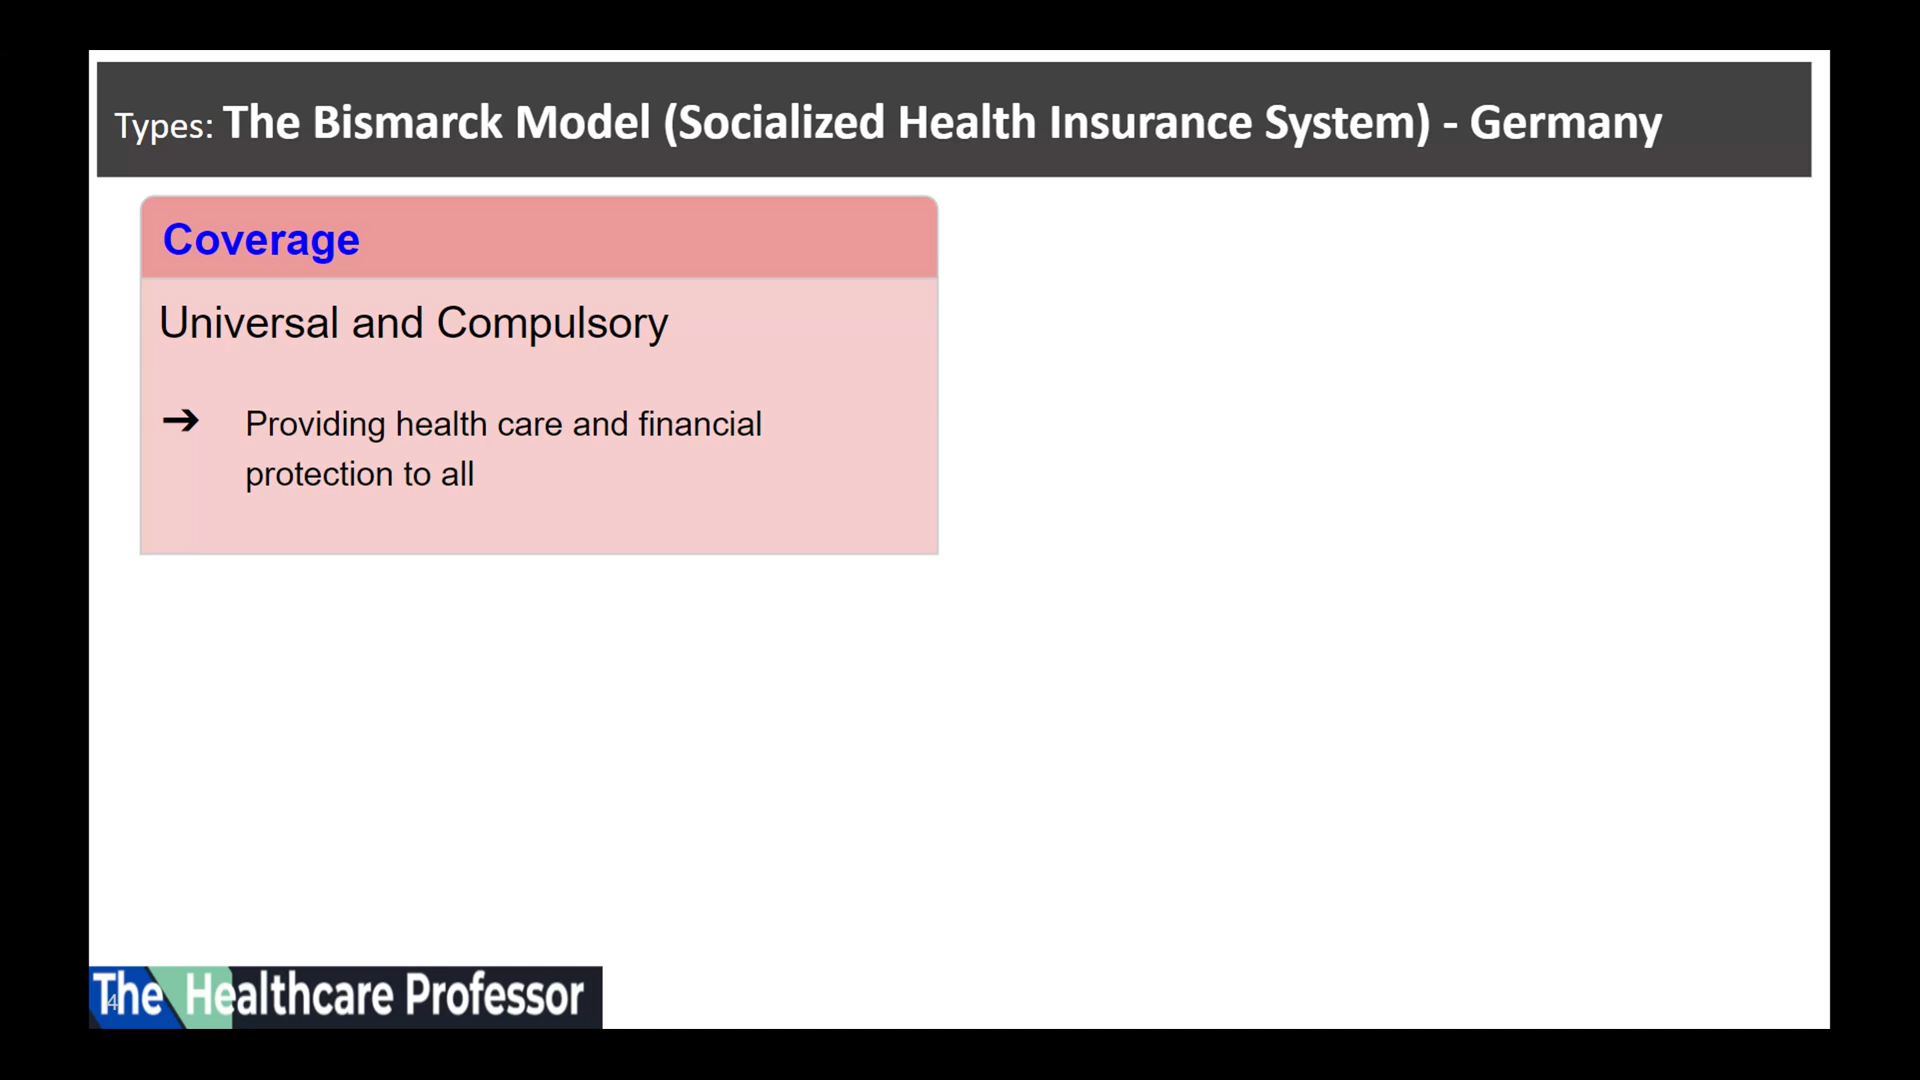 Types: The Bismarck Model (Socialized Health Insurance System) - Germany
Coverage
Universal and Compulsory
➔ Providing health care and financial
protection to all
The Healthcare Professor
4